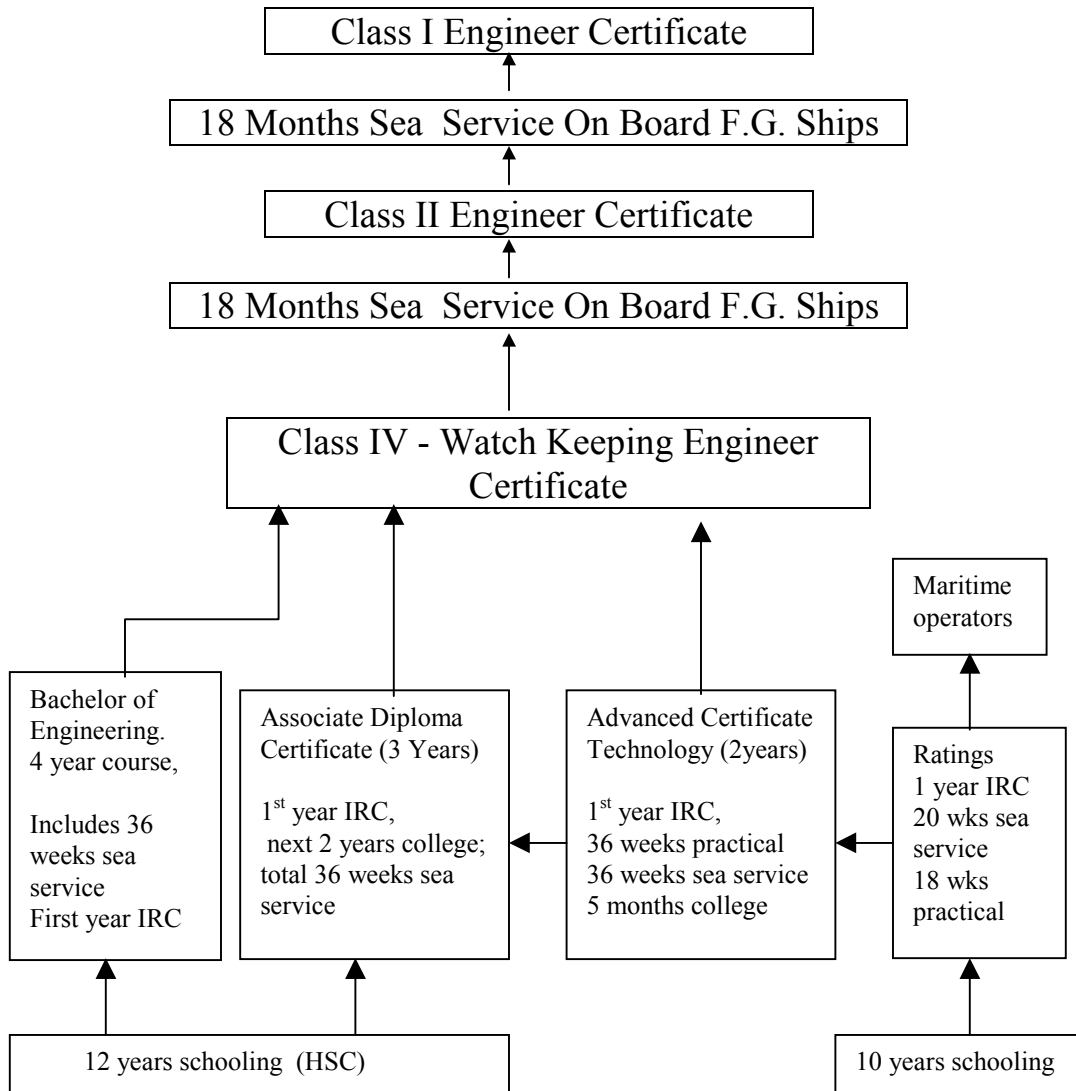 Class I Engineer Certificate
18 Months Sea Service On Board F.G. Ships
Class II Engineer Certificate
18 Months Sea Service On Board F.G. Ships
Class IV - Watch Keeping Engineer
Certificate
Maritime
operators
Bachelor of
Engineering.
4 year course,
Includes 36
weeks sea
service
First year IRC
Associate Diploma
Certificate (3 Years)
1st year IRC,
next 2 years college;
total 36 weeks sea
service
Advanced Certificate
Technology (2years)
1st year IRC,
36 weeks practical
36 weeks sea service
5 months college
Ratings
1 year IRC
20 wks sea
service
18 wks
practical
12 years schooling (HSC)
10 years schooling